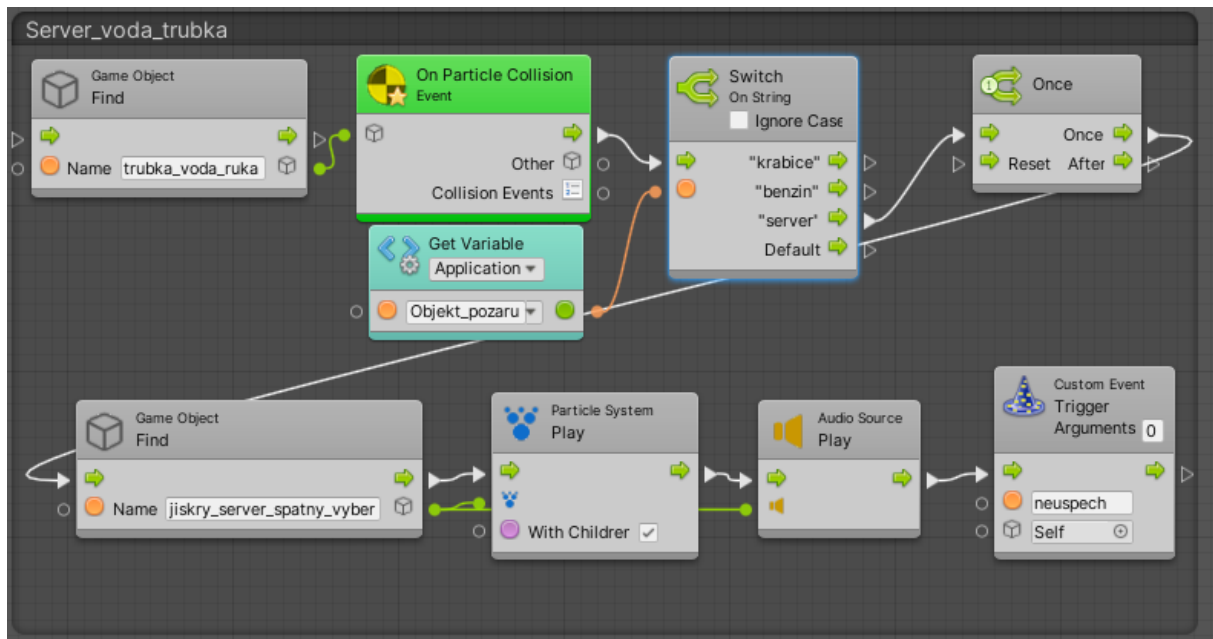 Server_voda_trubka
Game Object
Find
Name trubka_voda_ruka
On Particle Collision
Event
Other
Collision Events
Get Variable
Application
Objekt_pozaru
Switch
On String
Ignore Case
"krabice"
"benzin"
"server"
Default
1
Once
Once
Reset After
Game Object
Find
Name jiskry_server_spatny_vyber
Particle System
Play
With Childrer
Audio Source
Play
Custom Event
Trigger
Arguments 0
neuspech
Self